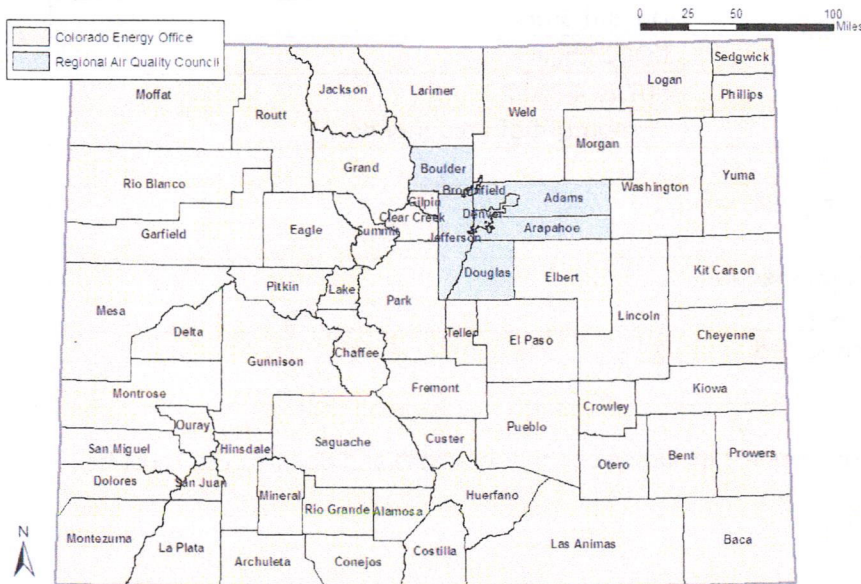 0 25 50 100
Miles
Colorado Energy Office
Regional Air Quality Council
Sedgwick
Logan
Phillips
Moffat
Jackson
Larimer
Weld
Routt
Morgan
Grand
Boulder
Yuma
Rio Blanco
Washington
Broomfield
Adams
Gilpin
Denver
Clear Creek
Eagle
Summit
Garfield
Jefferson
Arapahoe
Douglas
Kit Carson
Elbert
Pitkin
Lake
Park
Mesa
Lincoln
Delta
Teller
El Paso
Cheyenne
Gunnison
Chaffee
Fremont
Kiowa
Montrose
Crowley
Ouray
Pueblo
Saguache
Custer
San Miguel
Hinsdale
Bent
Prowers
Otero
Dolores
San Juan
Mineral
Huerfano
Rio Grande
Alamosa
N
Montezuma
La Plata
Las Animas
Baca
Costilla
Archuleta
Conejos